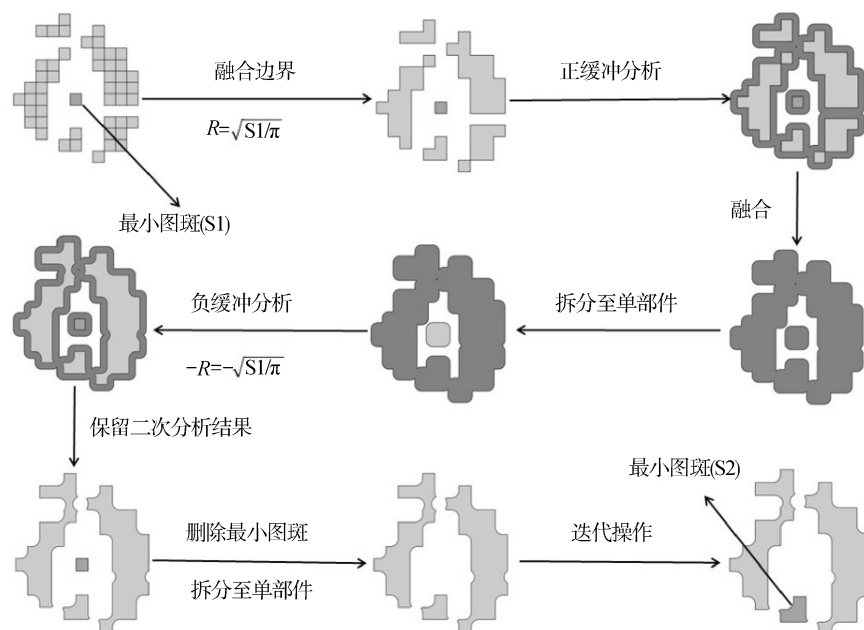 融合边界
R=√S1/π
正缓冲分析
最小图斑(S1)
融合
负缓冲分析
-R=-√S1/π
拆分至单部件
保留二次分析结果
最小图斑(S2)
删除最小图斑
拆分至单部件
迭代操作